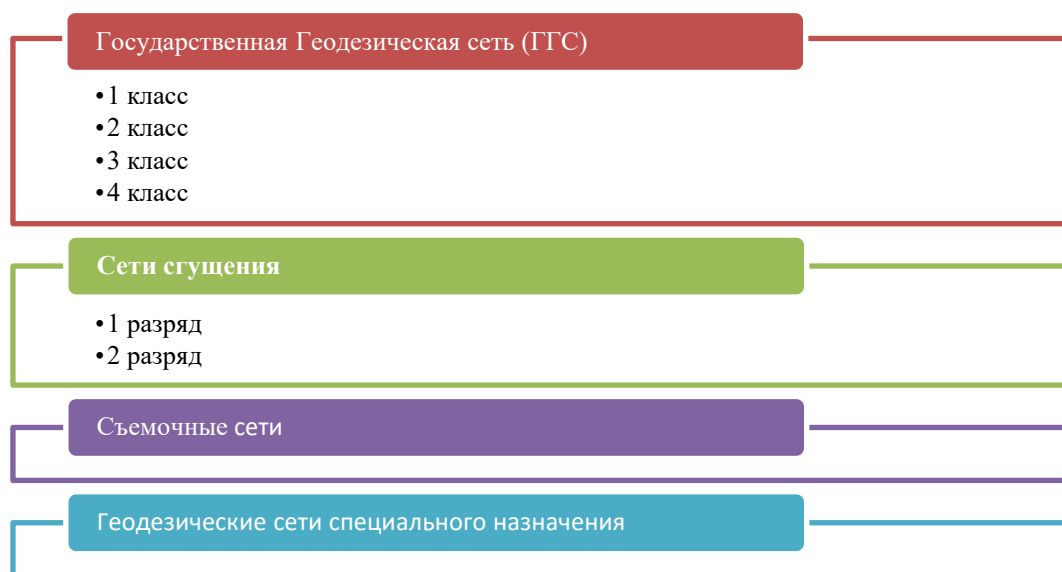 Государственная Геодезическая сеть (ГГС)
•1 класс
•2 класс
•3 класс
•4 класс
Сети сгущения
•1 разряд
•2 разряд
Съемочные сети
Геодезические сети специального назначения